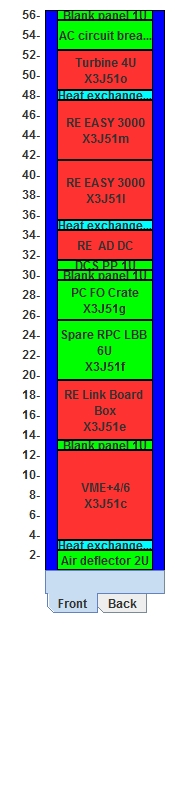 56-
Blank panel 1U
54-
AC circuit brea...
52-
Turbine 4U
50-
X3J51o
48-
Heat exchange...
46-
RE EASY 3000
44-
X3J51m
42-
40-
RE EASY 3000
38-
X3J51l
36-
Heat exchange...
34-
RE AD DC
32-
DCS PP 1U
30-
Blank panel 1U
28-
PC FO Crate
X3J51g
26-
24-
Spare RPC LBB
6U
22-
X3J51f
20-
18-
RE Link Board
Box
16-
X3J51e
14-
Blank panel 1U
12-
10-
VME+4/6
8-
X3J51c
6-
4-
Heat exchange...
2-
Air deflector 2U
Front
Back